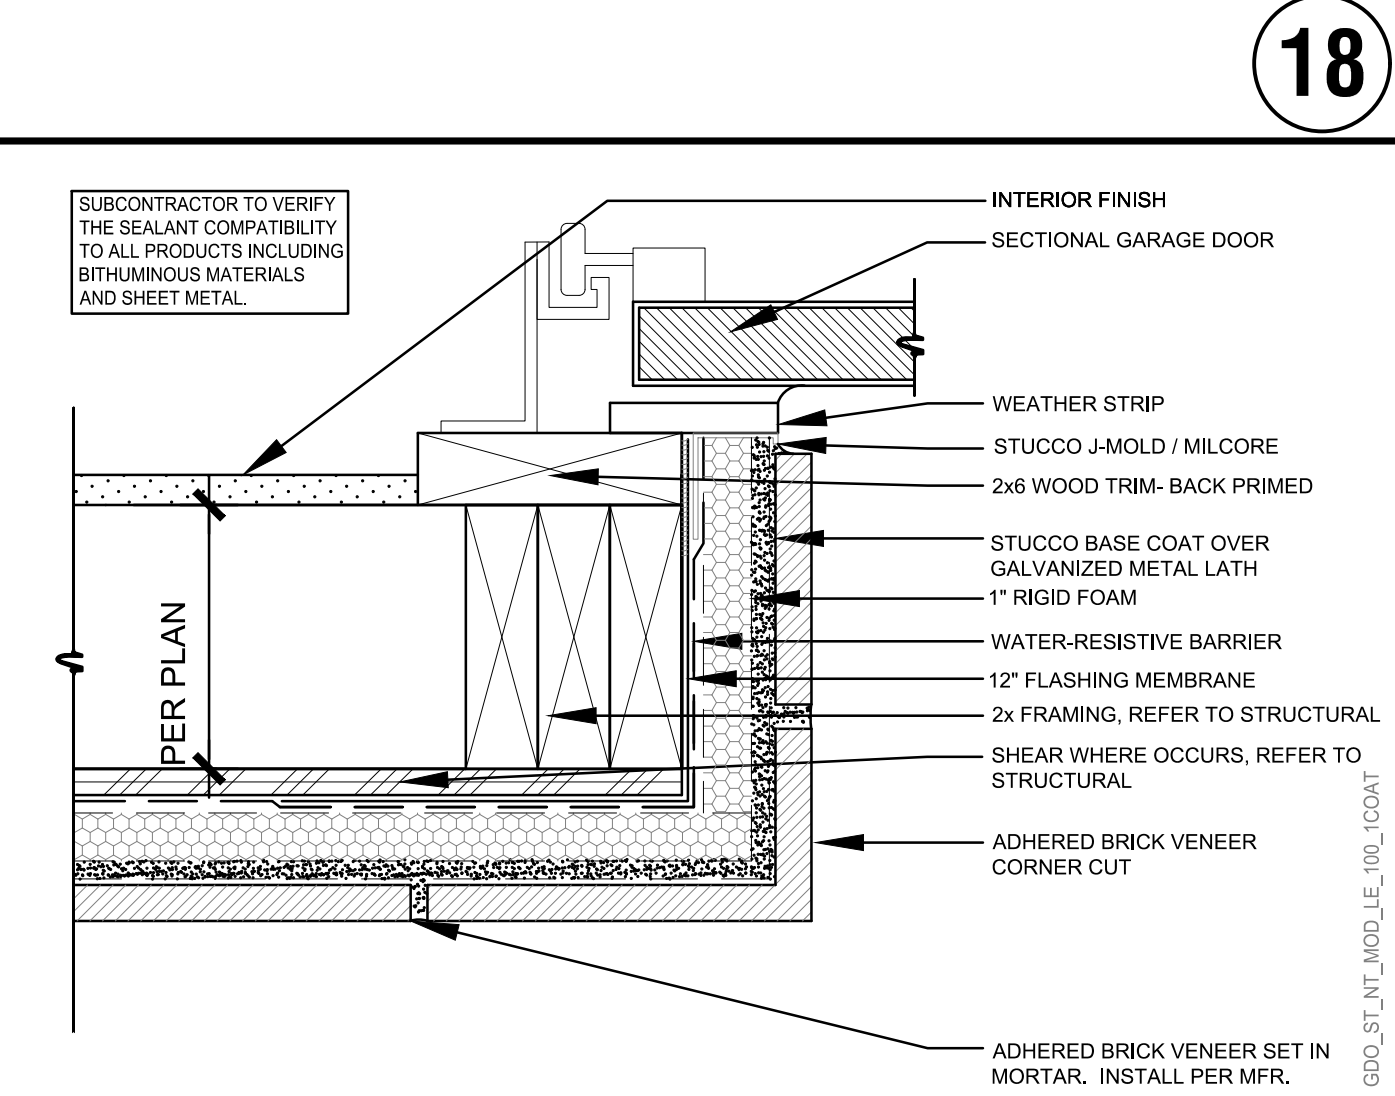 18
SUBCONTRACTOR TO VERIFY
THE SEALANT COMPATIBILITY
TO ALL PRODUCTS INCLUDING
BITHUMINOUS MATERIALS
AND SHEET METAL.
INTERIOR FINISH
SECTIONAL GARAGE DOOR
WEATHER STRIP
STUCCO J-MOLD / MILCORE
2x6 WOOD TRIM- BACK PRIMED
STUCCO BASE COAT OVER
GALVANIZED METAL LATH
1" RIGID FOAM
WATER-RESISTIVE BARRIER
12" FLASHING MEMBRANE
2x FRAMING, REFER TO STRUCTURAL
SHEAR WHERE OCCURS, REFER TO
STRUCTURAL
ADHERED BRICK VENEER
CORNER CUT
ADHERED BRICK VENEER SET IN
MORTAR.  INSTALL PER MFR.
PER PLAN
GDO_ST_NT_MOD_LE_100_1COAT